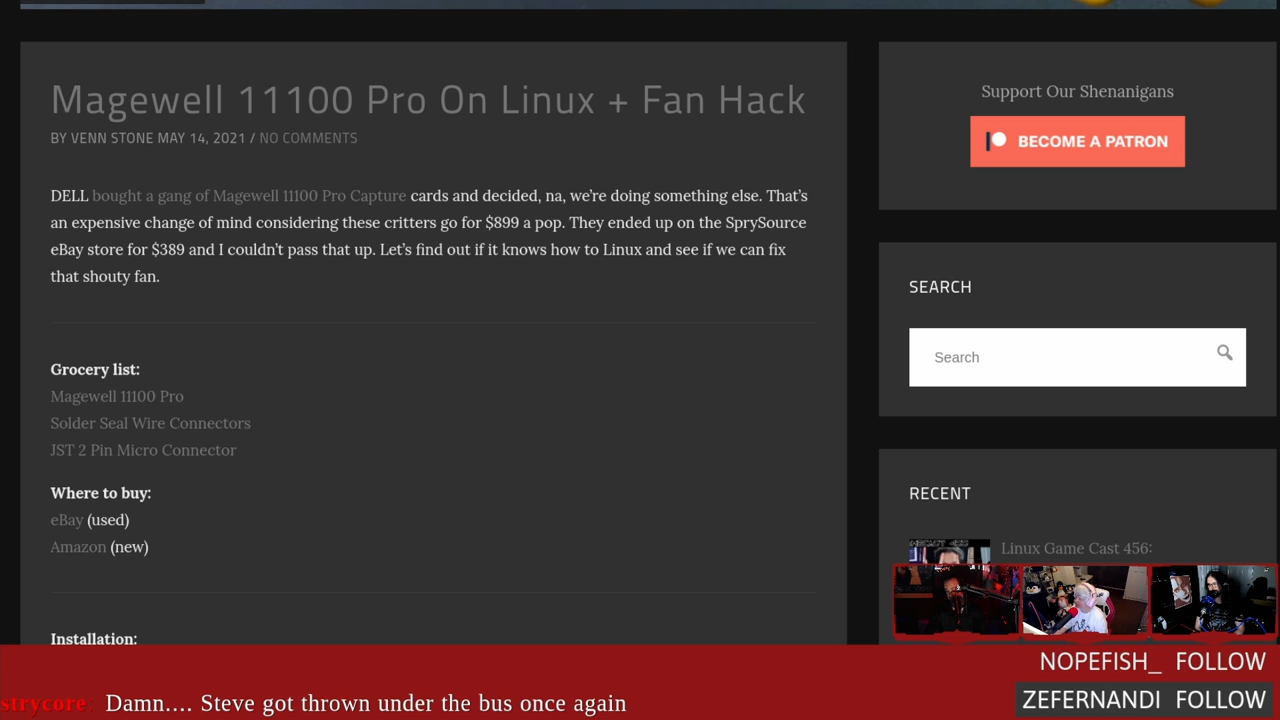 Magewell 11100 Pro On Linux + Fan Hack
BY VENN STONE MAY 14, 2021 / NO COMMENTS
DELL bought a gang of Magewell 11100 Pro Capture cards and decided, na, we're doing something else. That's
an expensive change of mind considering these critters go for $899 a pop. They ended up on the SprySource
eBay store for $389 and I couldn't pass that up. Let's find out if it knows how to Linux and see if we can fix
that shouty fan.
Grocery list:
Magewell 11100 Pro
Solder Seal Wire Connectors
JST 2 Pin Micro Connector
Where to buy:
eBay (used)
Amazon (new)
Installation:
Support Our Shenanigans
BECOME A PATRON
SEARCH
Search
RECENT
Linux Game Cast 456:
NOPEFISH_ FOLLOW
ZEFERNANDI FOLLOW
strycore: Damn.... Steve got thrown under the bus once again